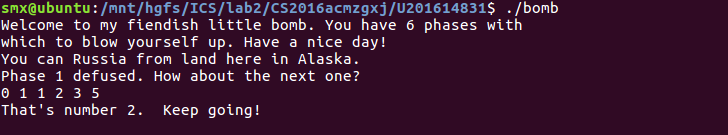 smx@ubuntu:/mnt/hgfs/ICS/lab2/CS2016acmzgxj/U201614831$ ./bomb
Welcome to my fiendish little bomb. You have 6 phases with
which to blow yourself up. Have a nice day!
You can Russia from land here in Alaska.
Phase 1 defused. How about the next one?
0 1 1 2 3 5
That's number 2.  Keep going!